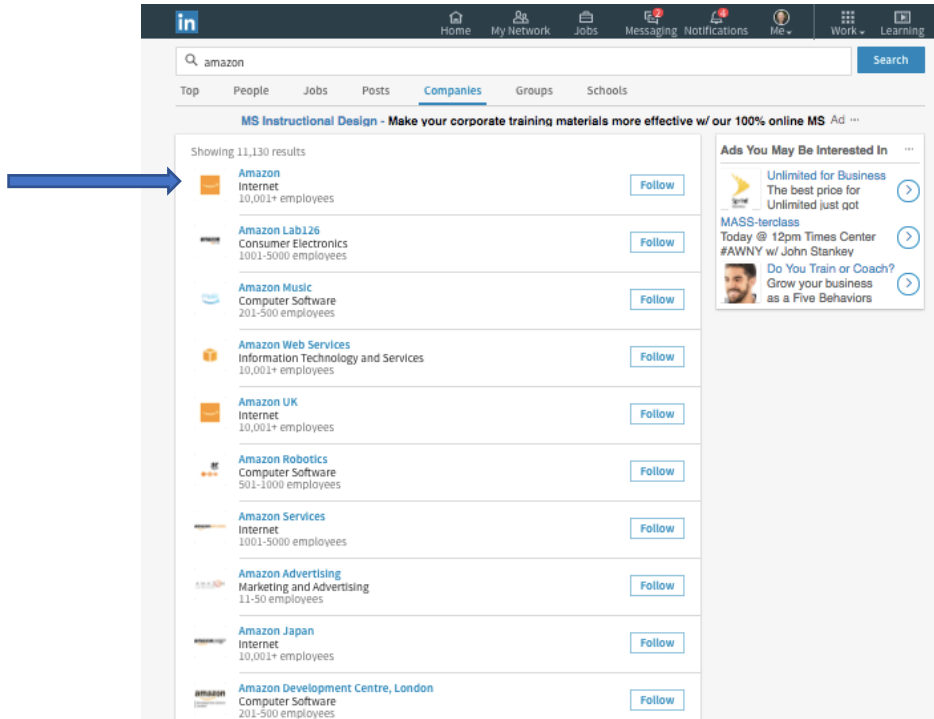 in
Home
My Network
Jobs
2
Messaging
4
Notifications
Me
Work
Learning
amazon
Search
Top People Jobs Posts Companies Groups Schools
MS Instructional Design - Make your corporate training materials more effective w/ our 100% online MS Ad ...
Showing 11,130 results
Amazon
Internet
10,001+ employees
Follow
Amazon Lab126
Consumer Electronics
1001-5000 employees
Follow
Amazon Music
Computer Software
201-500 employees
Follow
Amazon Web Services
Information Technology and Services
10,001+ employees
Follow
Amazon UK
Internet
10,001+ employees
Follow
Amazon Robotics
Computer Software
501-1000 employees
Follow
Amazon Services
Internet
1001-5000 employees
Follow
Amazon Advertising
Marketing and Advertising
11-50 employees
Follow
Amazon Japan
Internet
10,001+ employees
Follow
amazon
Amazon Development Centre, London
Computer Software
201-500 employees
Follow
Ads You May Be Interested In ...
Sprint
Unlimited for Business
The best price for
Unlimited just got
MASS-terclass
Today @ 12pm Times Center
#AWNY w/ John Stankey
Do You Train or Coach?
Grow your business
as a Five Behaviors